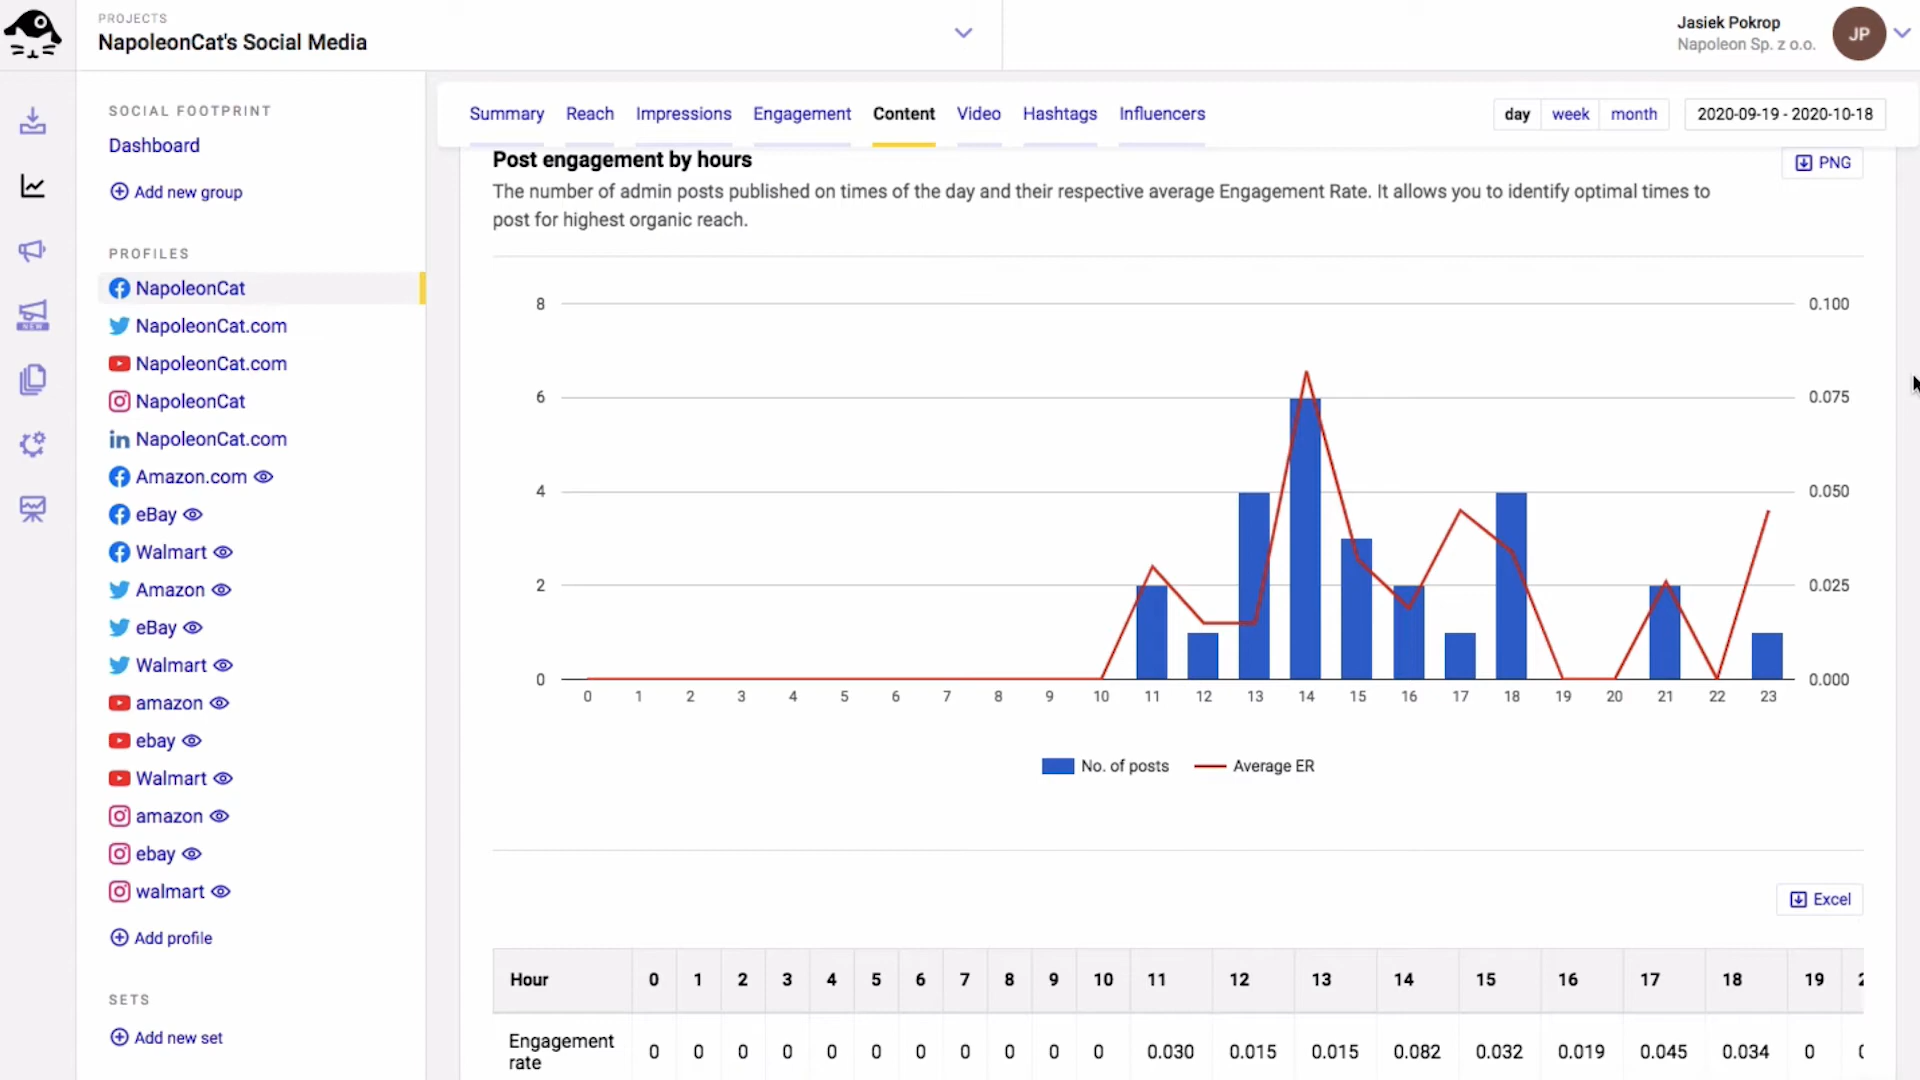 PROJECTS
NapoleonCat's Social Media
Jasiek Pokrop
Napoleon Sp. z o.o.
JP
NEW
SOCIAL FOOTPRINT
Dashboard
Add new group
PROFILES
NapoleonCat
NapoleonCat.com
NapoleonCat.com
NapoleonCat
NapoleonCat.com
Amazon.com
eBay
Walmart
Amazon
eBay
Walmart
amazon
ebay
Walmart
amazon
ebay
walmart
Add profile
SETS
Add new set
Summary Reach Impressions Engagement Content Video Hashtags Influencers
day week month 2020-09-19 - 2020-10-18
Post engagement by hours
PNG
The number of admin posts published on times of the day and their respective average Engagement Rate. It allows you to identify optimal times to
post for highest organic reach.
8 0.100
6 0.075
4 0.050
2 0.025
0 0.000
0 1 2 3 4 5 6 7 8 9 10 11 12 13 14 15 16 17 18 19 20 21 22 23
No. of posts Average ER
Excel
Hour 0 1 2 3 4 5 6 7 8 9 10 11 12 13 14 15 16 17 18 19
Engagement
rate
0 0 0 0 0 0 0 0 0 0 0 0.030 0.015 0.015 0.082 0.032 0.019 0.045 0.034 0